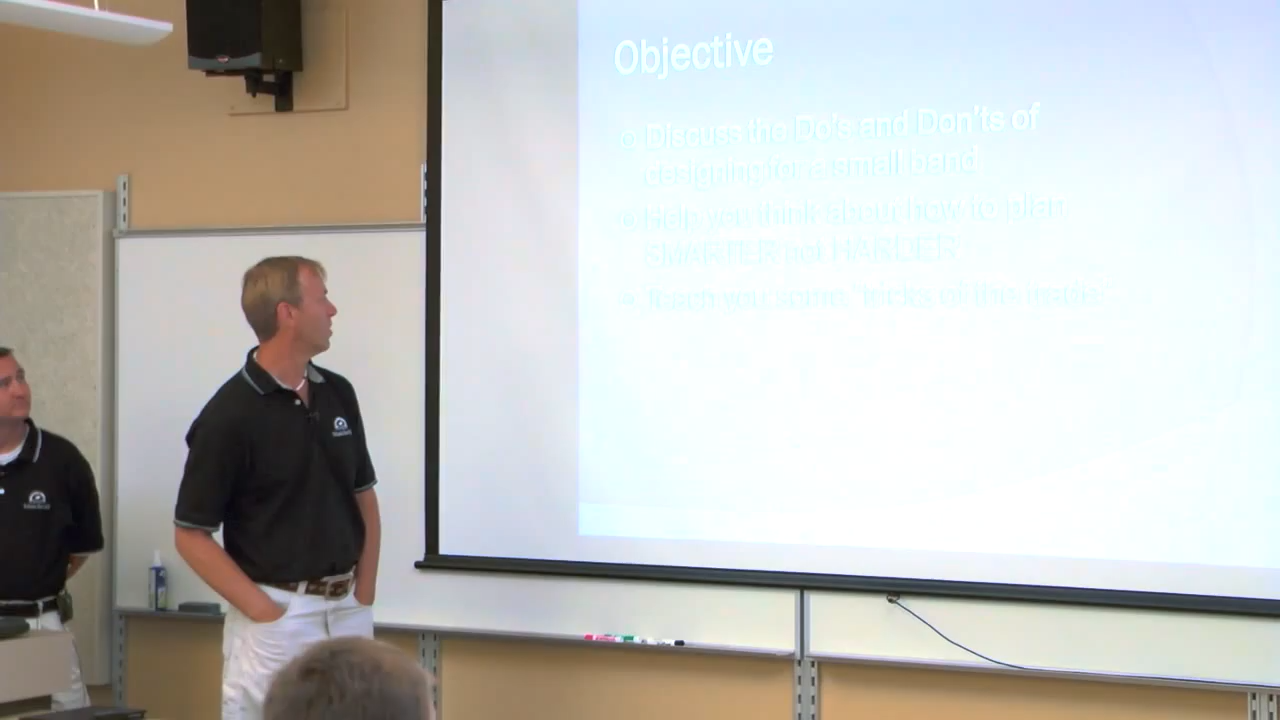 Objective
Discuss the Do's and Don'ts of
designing for a small band
Help you think about how to plan
SMARTER not HARDER
Teach you some "tricks of the trade"